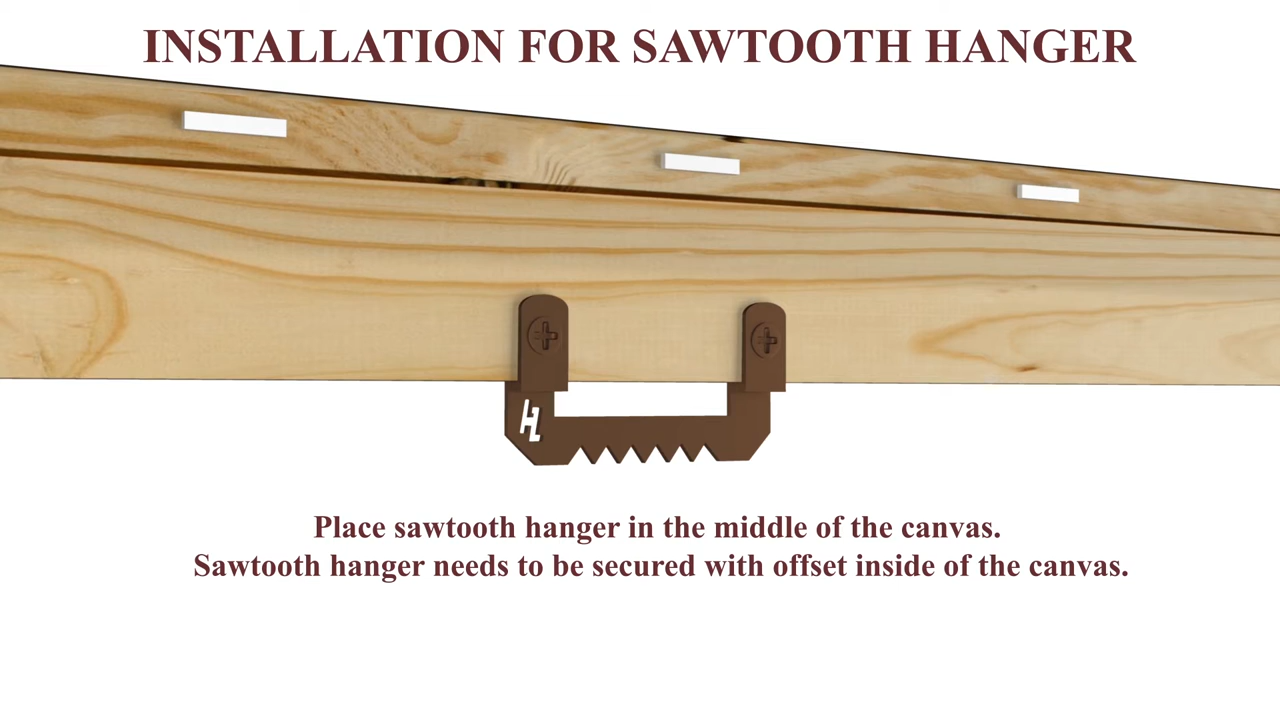 INSTALLATION FOR SAWTOOTH HANGER
HL
Place sawtooth hanger in the middle of the canvas.
Sawtooth hanger needs to be secured with offset inside of the canvas.